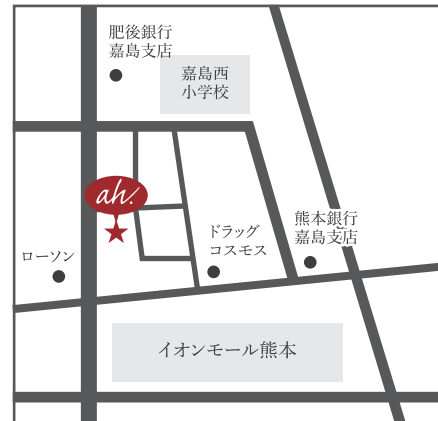 肥後銀行
嘉島支店
嘉島西
小学校
ah.
熊本銀行
嘉島支店
ドラッグ
コスモス
ローソン
イオンモール熊本